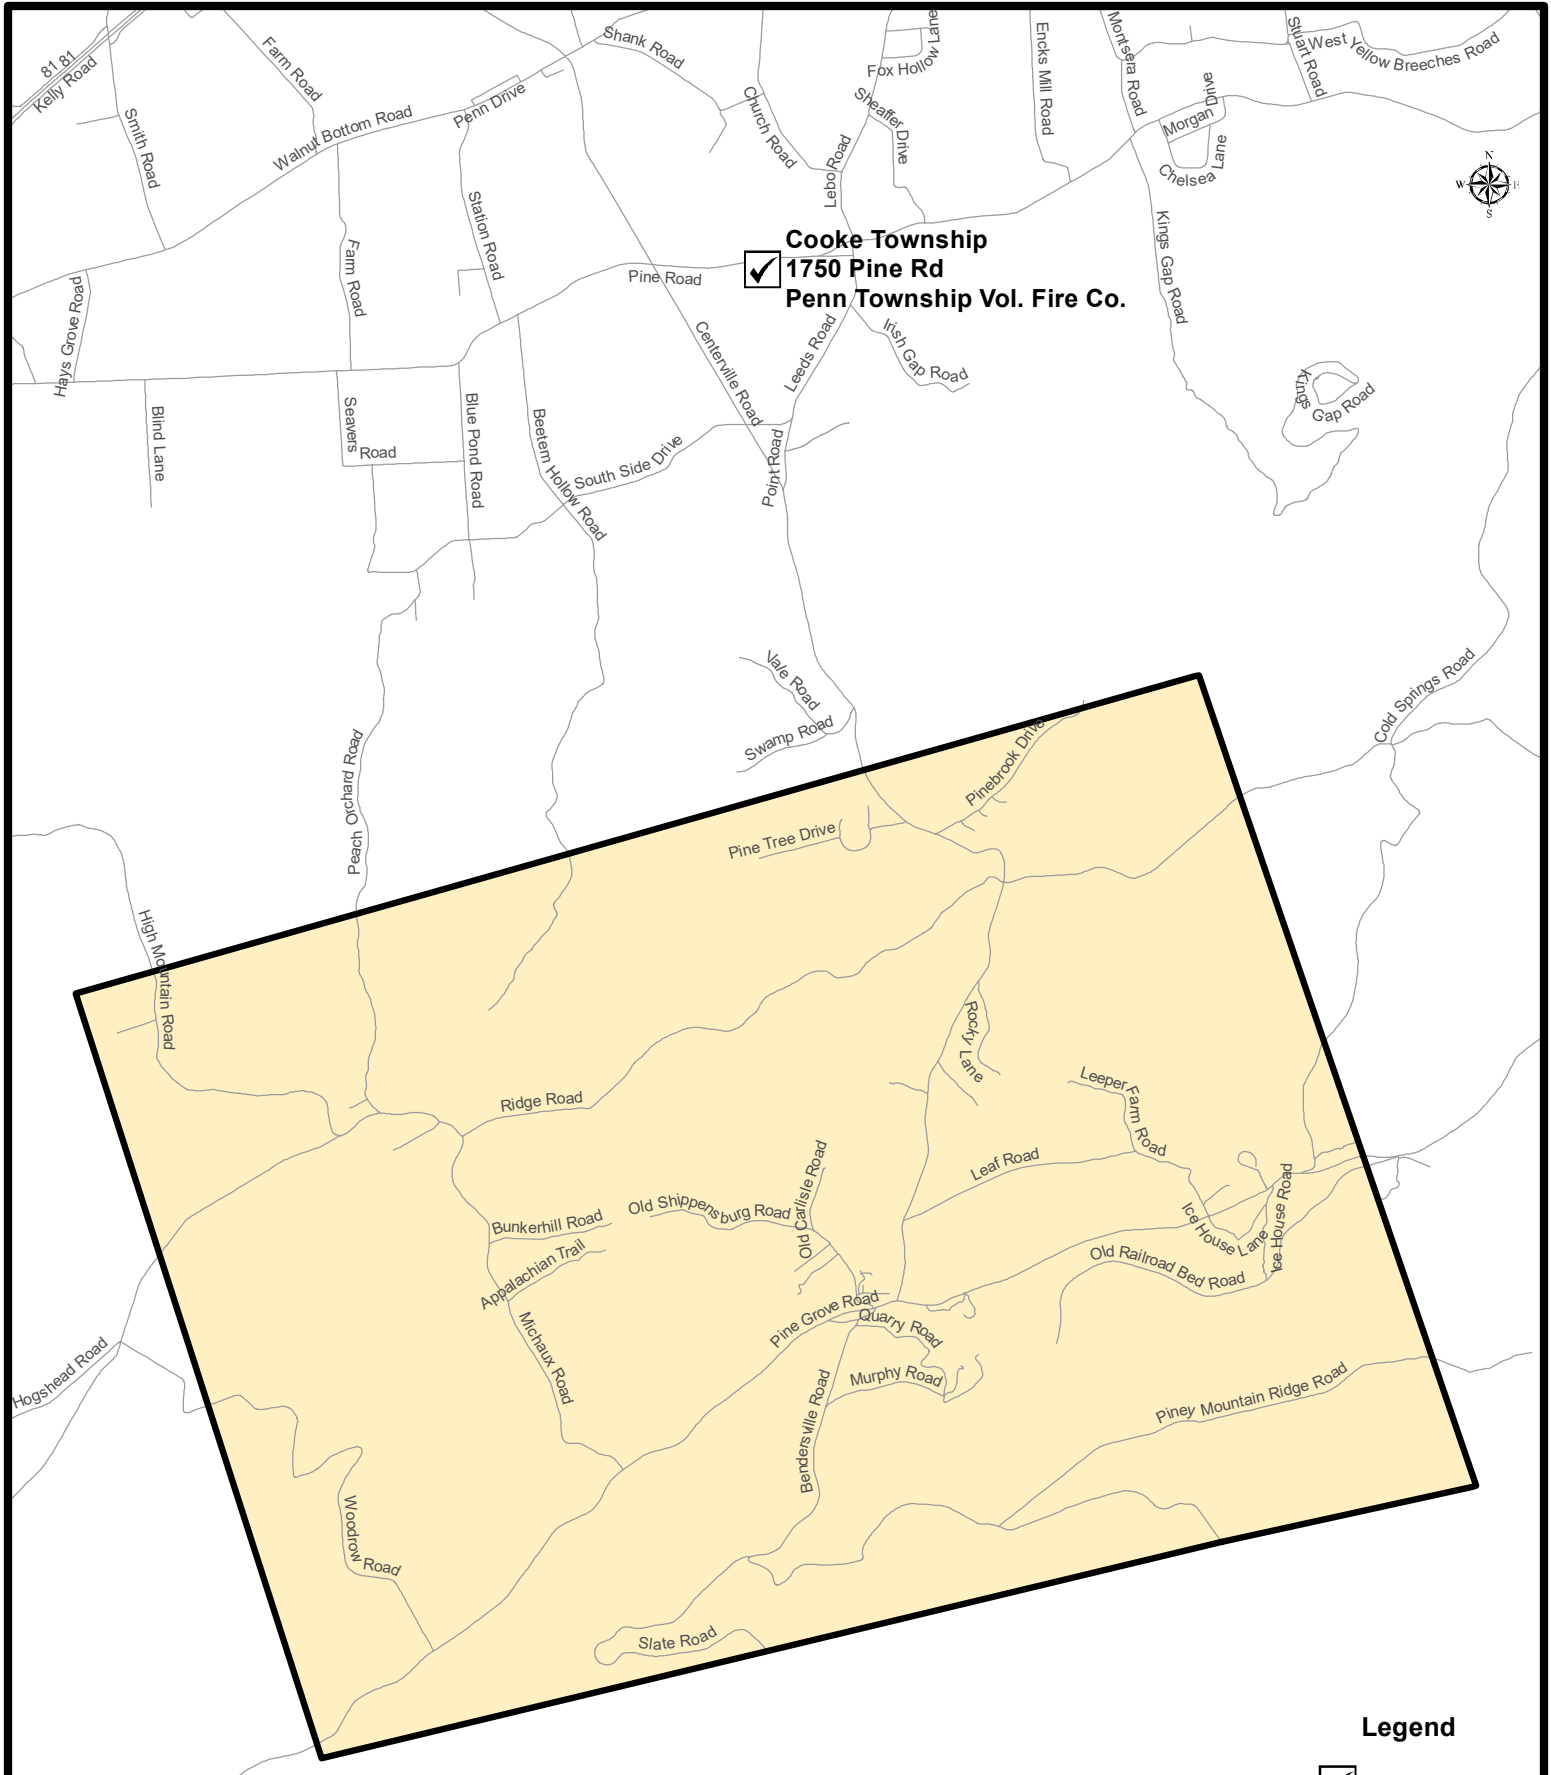 81 81
Kelly Road
Farm Road
Smith Road
Walnut Bottom Road
Penn Drive
Shank Road
Church Road
Fox Hollow Lane
Sheaffer Drive
Lebo Road
Encks Mill Road
Montsera Road
Morgan Drive
Chelsea Lane
Stuart Road
West Yellow Breeches Road
N
W
E
S
Station Road
Farm Road
Hays Grove Road
Pine Road
Cooke Township
1750 Pine Rd
Penn Township Vol. Fire Co.
Kings Gap Road
Centerville Road
Leeds Road
Irish Gap Road
Kings Gap Road
Blind Lane
Seavers Road
Blue Pond Road
Beetem Hollow Road
South Side Drive
Point Road
Vale Road
Swamp Road
Cold Springs Road
Peach Orchard Road
Pinebrook Drive
Pine Tree Drive
High Mountain Road
Rocky Lane
Ridge Road
Leeper Farm Road
Leaf Road
Old Carlisle Road
Old Shippensburg Road
Bunkerhill Road
Appalachian Trail
Ice House Lane
Ice House Road
Old Railroad Bed Road
Pine Grove Road
Quarry Road
Michaux Road
Murphy Road
Bendersville Road
Piney Mountain Ridge Road
Hogshead Road
Woodrow Road
Slate Road
Legend